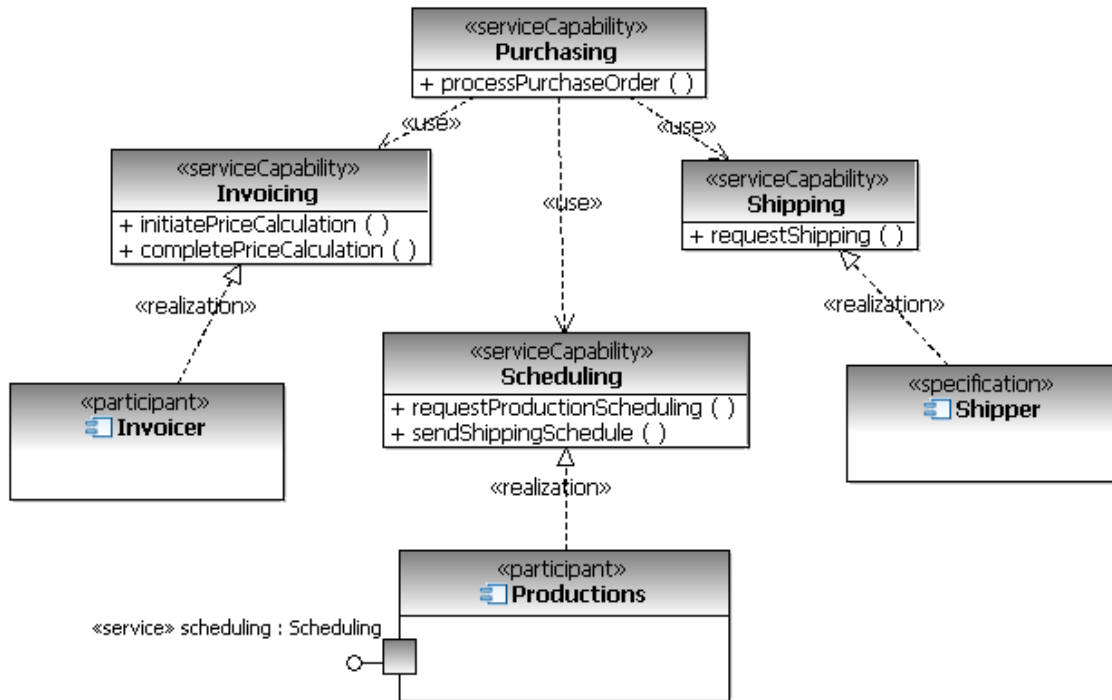 «serviceCapability»
Purchasing
+ processPurchaseOrder ( )
«use»
«use»
«use»
«serviceCapability»
Invoicing
+ initiatePriceCalculation ( )
+ completePriceCalculation ( )
«serviceCapability»
Shipping
+ requestShipping ( )
«realization»
«realization»
«serviceCapability»
Scheduling
+ requestProductionScheduling ( )
+ sendShippingSchedule ( )
«participant»
Invoicer
«specification»
Shipper
«realization»
«participant»
Productions
«service» scheduling : Scheduling